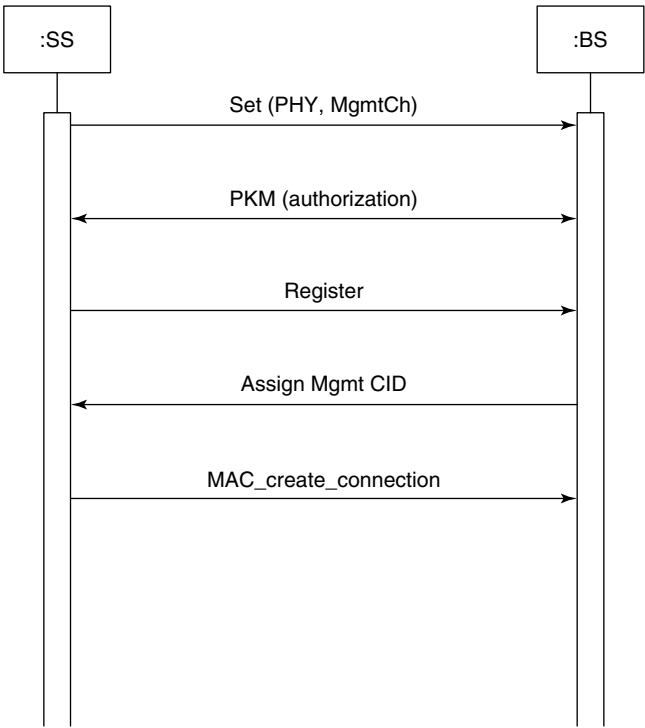 :SS
:BS
Set (PHY, MgmtCh)
PKM (authorization)
Register
Assign Mgmt CID
MAC_create_connection